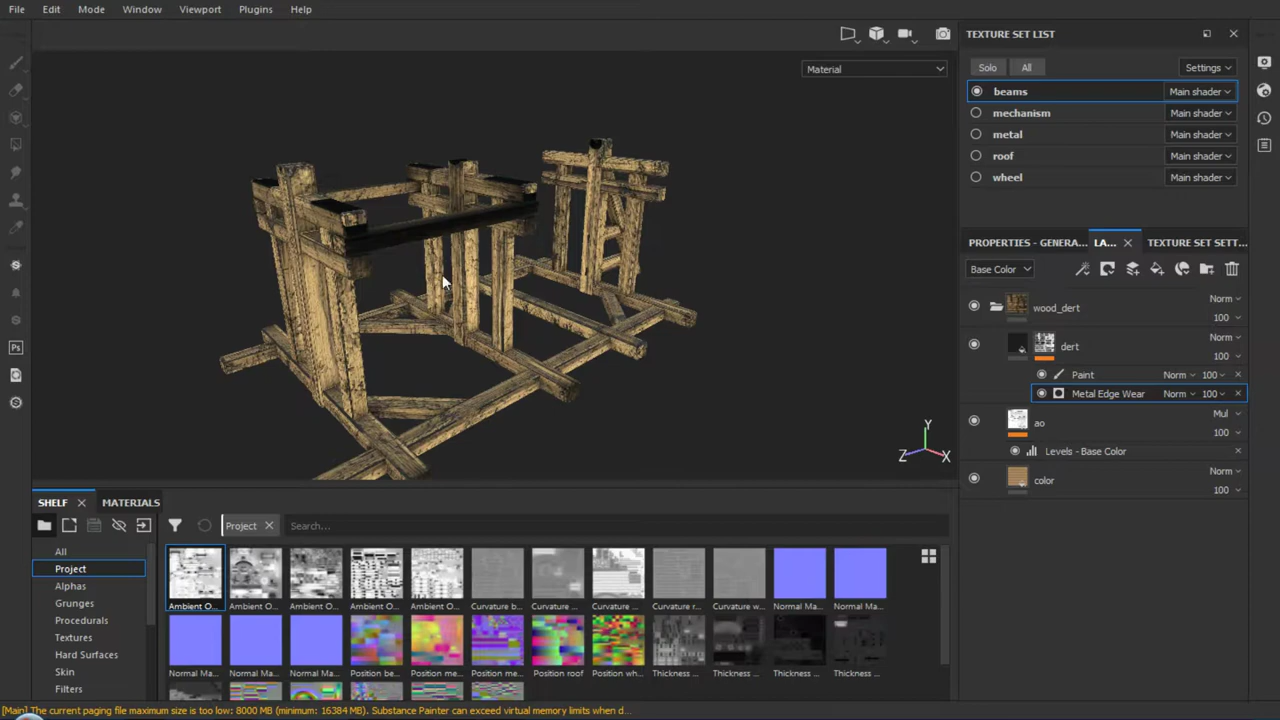 File Edit Mode Window Viewport Plugins Help
Material
Y
Z X
TEXTURE SET LIST
Solo All Settings
beams Main shader
mechanism Main shader
metal Main shader
roof Main shader
wheel Main shader
PROPERTIES - GENERA... LA... TEXTURE SET SETT...
Base Color
wood_dert Norm 100
dert Norm 100
Paint Norm 100
Metal Edge Wear Norm 100
ao Mul 100
Levels - Base Color
color Norm 100
Ps
SHELF MATERIALS
Project Search...
All
Project
Alphas
Grunges
Procedurals
Textures
Hard Surfaces
Skin
Filters
Ambient O... Ambient O... Ambient O... Ambient O... Ambient O... Curvature b... Curvature ... Curvature ... Curvature r... Curvature w... Normal Ma... Normal Ma...
Normal Ma... Normal Ma... Normal Ma... Position be... Position me... Position me... Position roof Position wh... Thickness ... Thickness ... Thickness ... Thickness ...
[Main] The current paging file maximum size is too low: 8000 MB (minimum: 16384 MB). Substance Painter can exceed virtual memory limits when d...